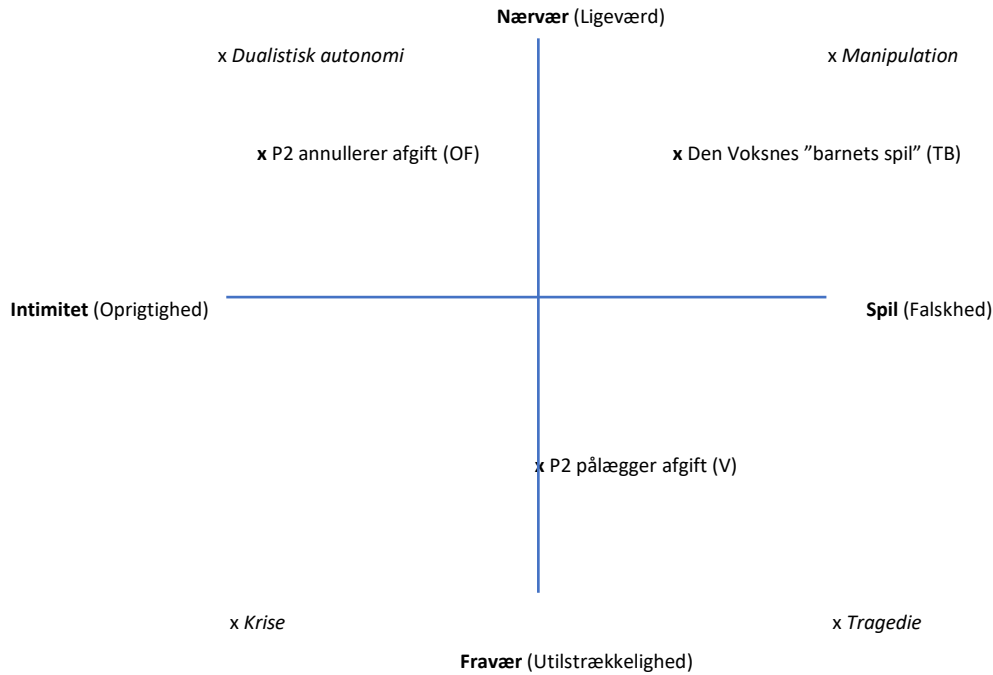 Nærvær (Ligeværd)
x Dualistisk autonomi
x Manipulation
x P2 annullerer afgift (OF)
x Den Voksnes ”barnets spil” (TB)
Intimitet (Oprigtighed)
Spil (Falskhed)
x P2 pålægger afgift (V)
x Krise
x Tragedie
Fravær (Utilstrækkelighed)